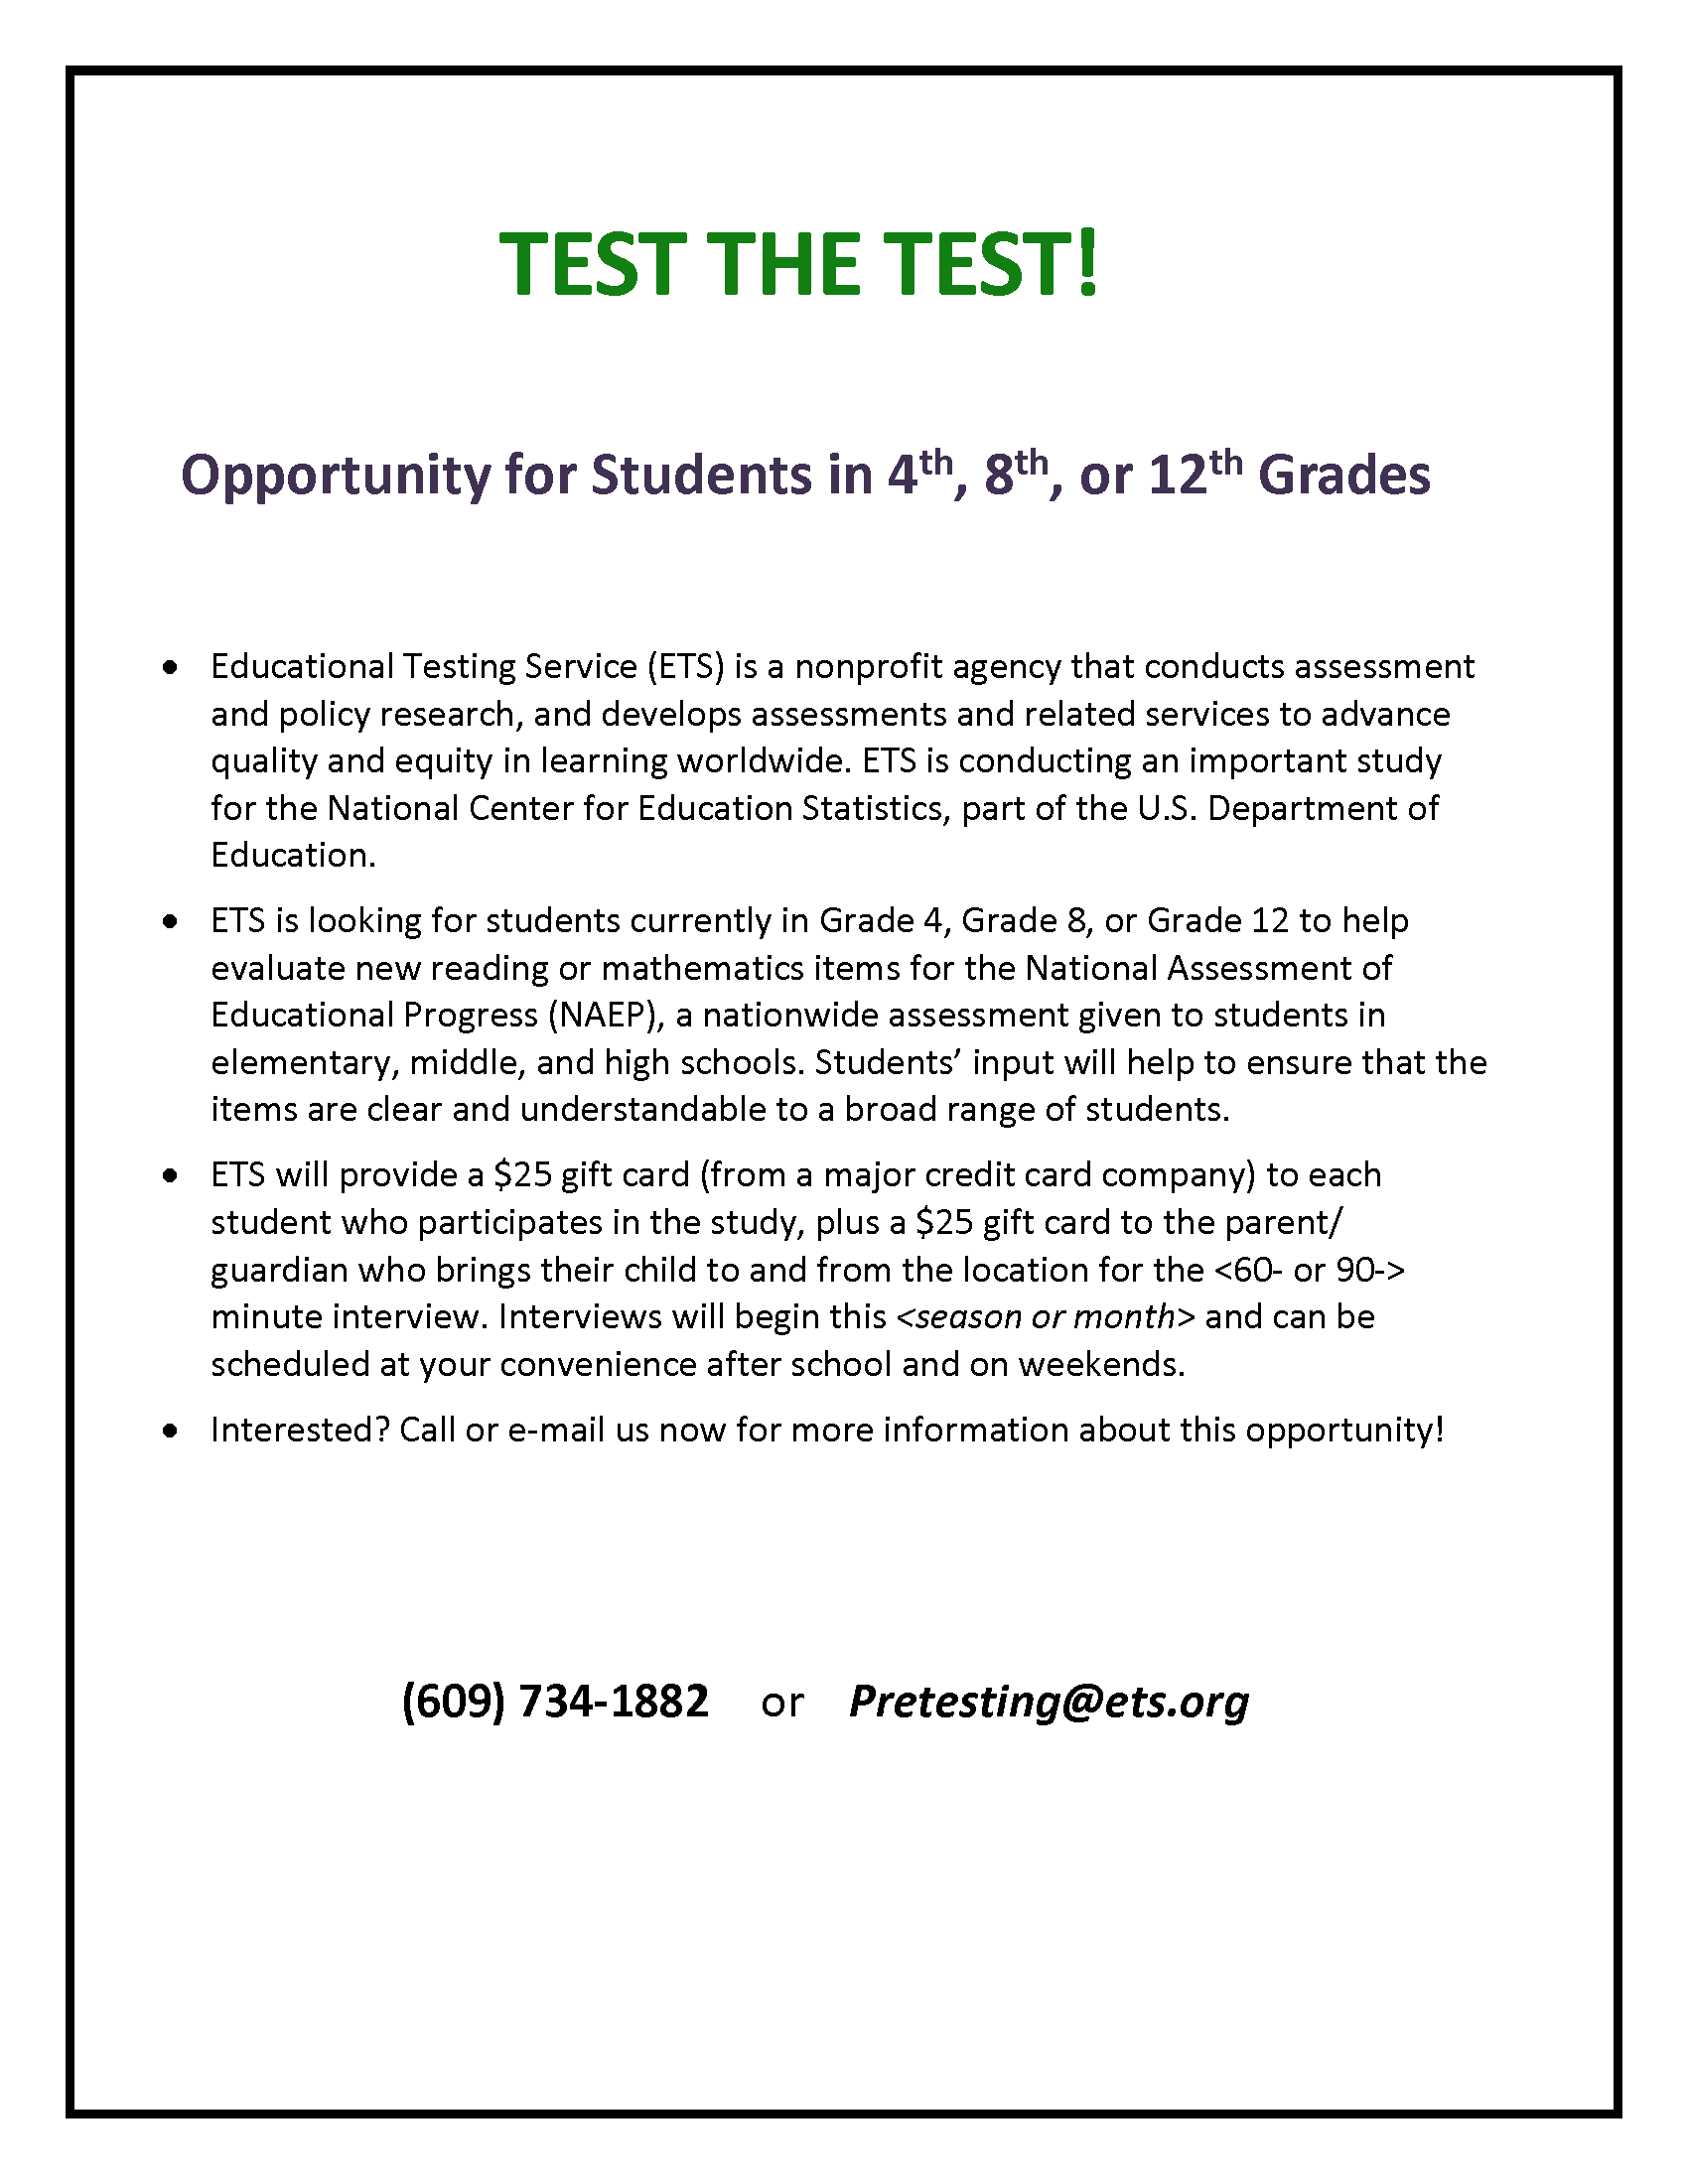 TEST THE TEST!
Opportunity for Students in 4th, 8th, or 12th Grades
• Educational Testing Service (ETS) is a nonprofit agency that conducts assessment
and policy research, and develops assessments and related services to advance
quality and equity in learning worldwide. ETS is conducting an important study
for the National Center for Education Statistics, part of the U.S. Department of
Education.
• ETS is looking for students currently in Grade 4, Grade 8, or Grade 12 to help
evaluate new reading or mathematics items for the National Assessment of
Educational Progress (NAEP), a nationwide assessment given to students in
elementary, middle, and high schools. Students’ input will help to ensure that the
items are clear and understandable to a broad range of students.
• ETS will provide a $25 gift card (from a major credit card company) to each
student who participates in the study, plus a $25 gift card to the parent/
guardian who brings their child to and from the location for the <60- or 90->
minute interview. Interviews will begin this <season or month> and can be
scheduled at your convenience after school and on weekends.
• Interested? Call or e-mail us now for more information about this opportunity!
(609) 734-1882 or Pretesting@ets.org